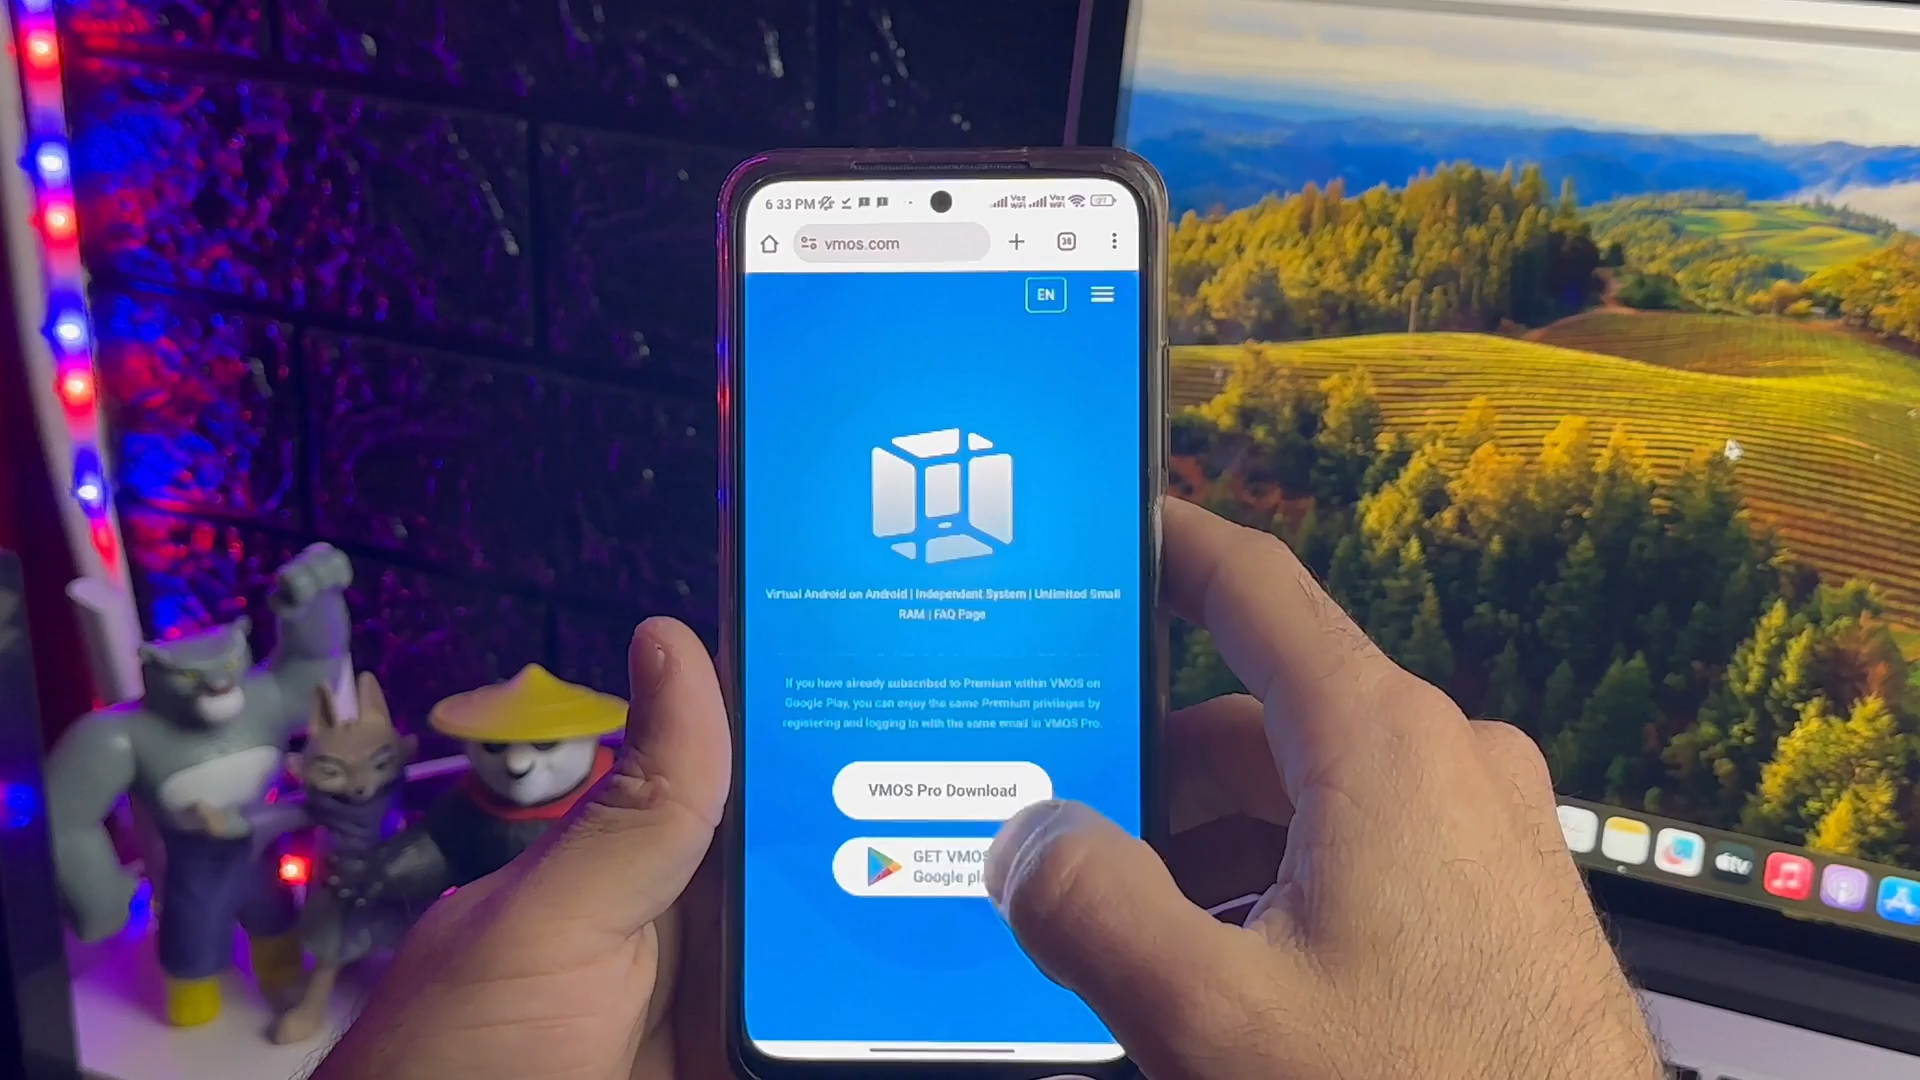 6 33 PM
vmos.com
38
EN
Virtual Android on Android | Independent System | Unlimited Small
RAM | FAQ Page
If you have already subscribed to Premium within VMOS on
Google Play, you can enjoy the same Premium privileges by
registering and logging in with the same email in VMOS Pro.
VMOS Pro Download
GET VMOS
Google pl
tv